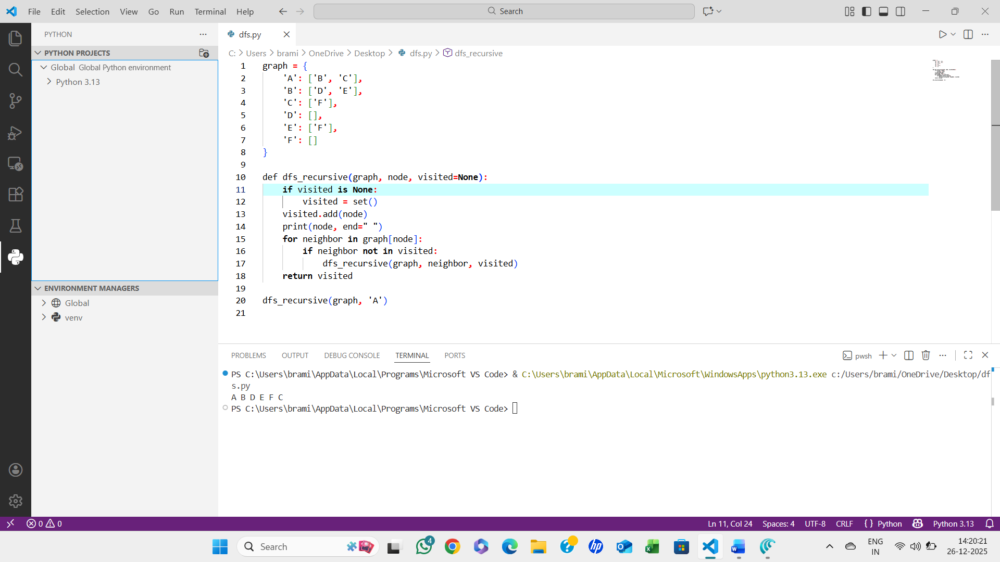 File Edit Selection View Go Run Terminal Help
Search
PYTHON
PYTHON PROJECTS
Global Global Python environment
Python 3.13
ENVIRONMENT MANAGERS
Global
venv
dfs.py
C: > Users > brami > OneDrive > Desktop > dfs.py > dfs_recursive
1 graph = {
2     'A': ['B', 'C'],
3     'B': ['D', 'E'],
4     'C': ['F'],
5     'D': [],
6     'E': ['F'],
7     'F': []
8 }
9
10 def dfs_recursive(graph, node, visited=None):
11     if visited is None:
12         visited = set()
13     visited.add(node)
14     print(node, end=" ")
15     for neighbor in graph[node]:
16         if neighbor not in visited:
17             dfs_recursive(graph, neighbor, visited)
18     return visited
19
20 dfs_recursive(graph, 'A')
21
PROBLEMS OUTPUT DEBUG CONSOLE TERMINAL PORTS
pwsh
PS C:\Users\brami\AppData\Local\Programs\Microsoft VS Code> & C:\Users\brami\AppData\Local\Microsoft\WindowsApps\python3.13.exe c:/Users/brami/OneDrive/Desktop/df
s.py
A B D E F C
PS C:\Users\brami\AppData\Local\Programs\Microsoft VS Code>
0 0
Ln 11, Col 24 Spaces: 4 UTF-8 CRLF { } Python Python 3.13
Search
4
hp
ENG
IN
14:20:21
26-12-2025